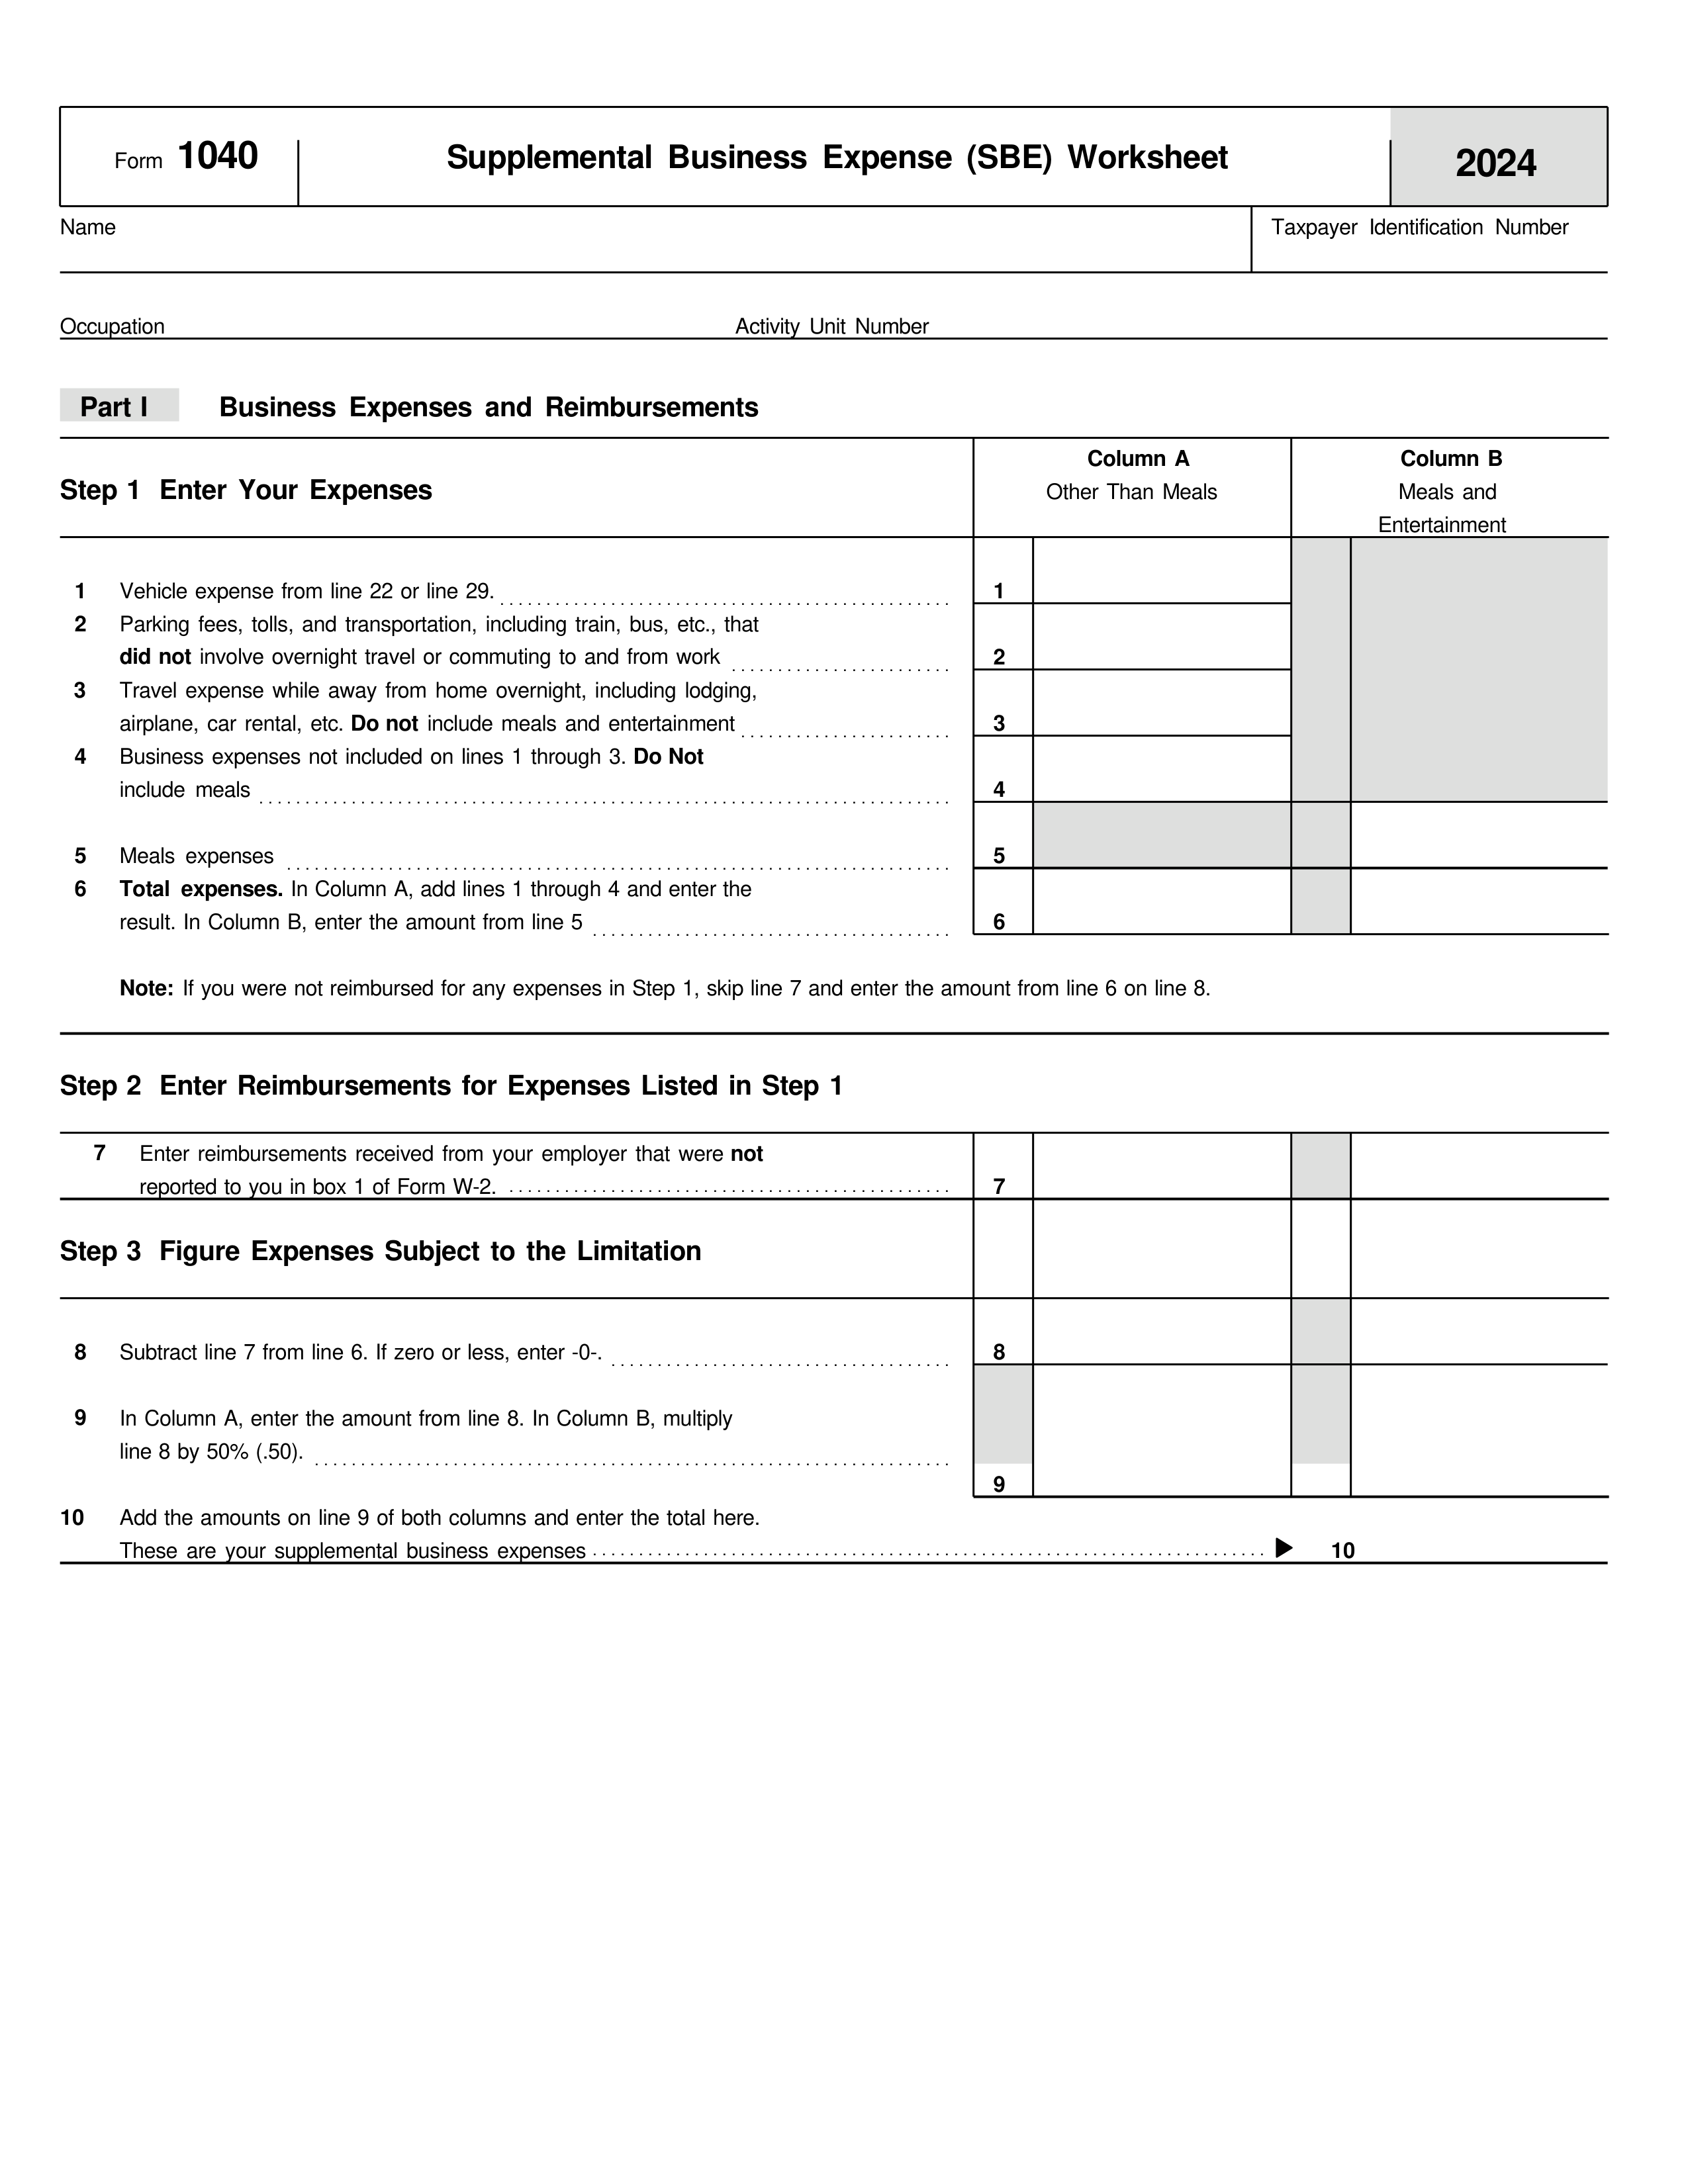 Form 1040
Supplemental Business Expense (SBE) Worksheet
2024
Name
Taxpayer Identification Number
Occupation
Activity Unit Number
Part I Business Expenses and Reimbursements
Step 1 Enter Your Expenses
Column A
Other Than Meals
Column B
Meals and
Entertainment
1 Vehicle expense from line 22 or line 29. 1
2 Parking fees, tolls, and transportation, including train, bus, etc., that
did not involve overnight travel or commuting to and from work 2
3 Travel expense while away from home overnight, including lodging,
airplane, car rental, etc. Do not include meals and entertainment 3
4 Business expenses not included on lines 1 through 3. Do Not
include meals 4
5 Meals expenses 5
6 Total expenses. In Column A, add lines 1 through 4 and enter the
result. In Column B, enter the amount from line 5 6
Note: If you were not reimbursed for any expenses in Step 1, skip line 7 and enter the amount from line 6 on line 8.
Step 2 Enter Reimbursements for Expenses Listed in Step 1
7 Enter reimbursements received from your employer that were not
reported to you in box 1 of Form W-2. 7
Step 3 Figure Expenses Subject to the Limitation
8 Subtract line 7 from line 6. If zero or less, enter -0-. 8
9 In Column A, enter the amount from line 8. In Column B, multiply
line 8 by 50% (.50).
9
10 Add the amounts on line 9 of both columns and enter the total here.
These are your supplemental business expenses 10